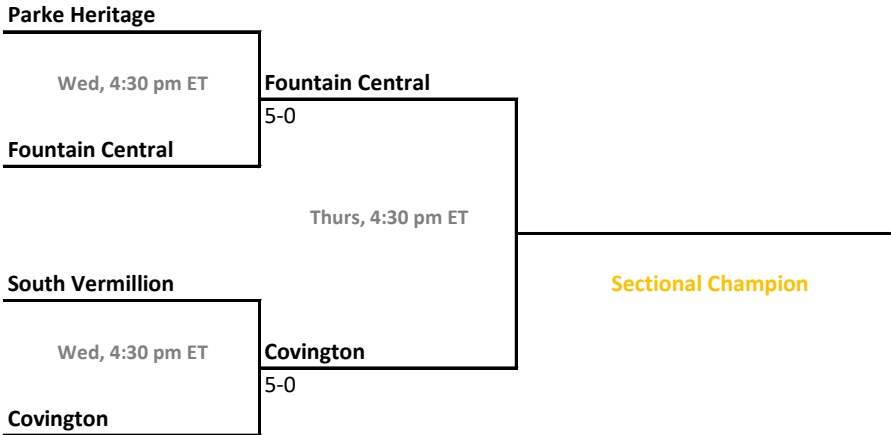 Parke Heritage
Wed, 4:30 pm ET
Fountain Central
5-0
Fountain Central
Thurs, 4:30 pm ET
South Vermillion
Sectional Champion
Wed, 4:30 pm ET
Covington
5-0
Covington